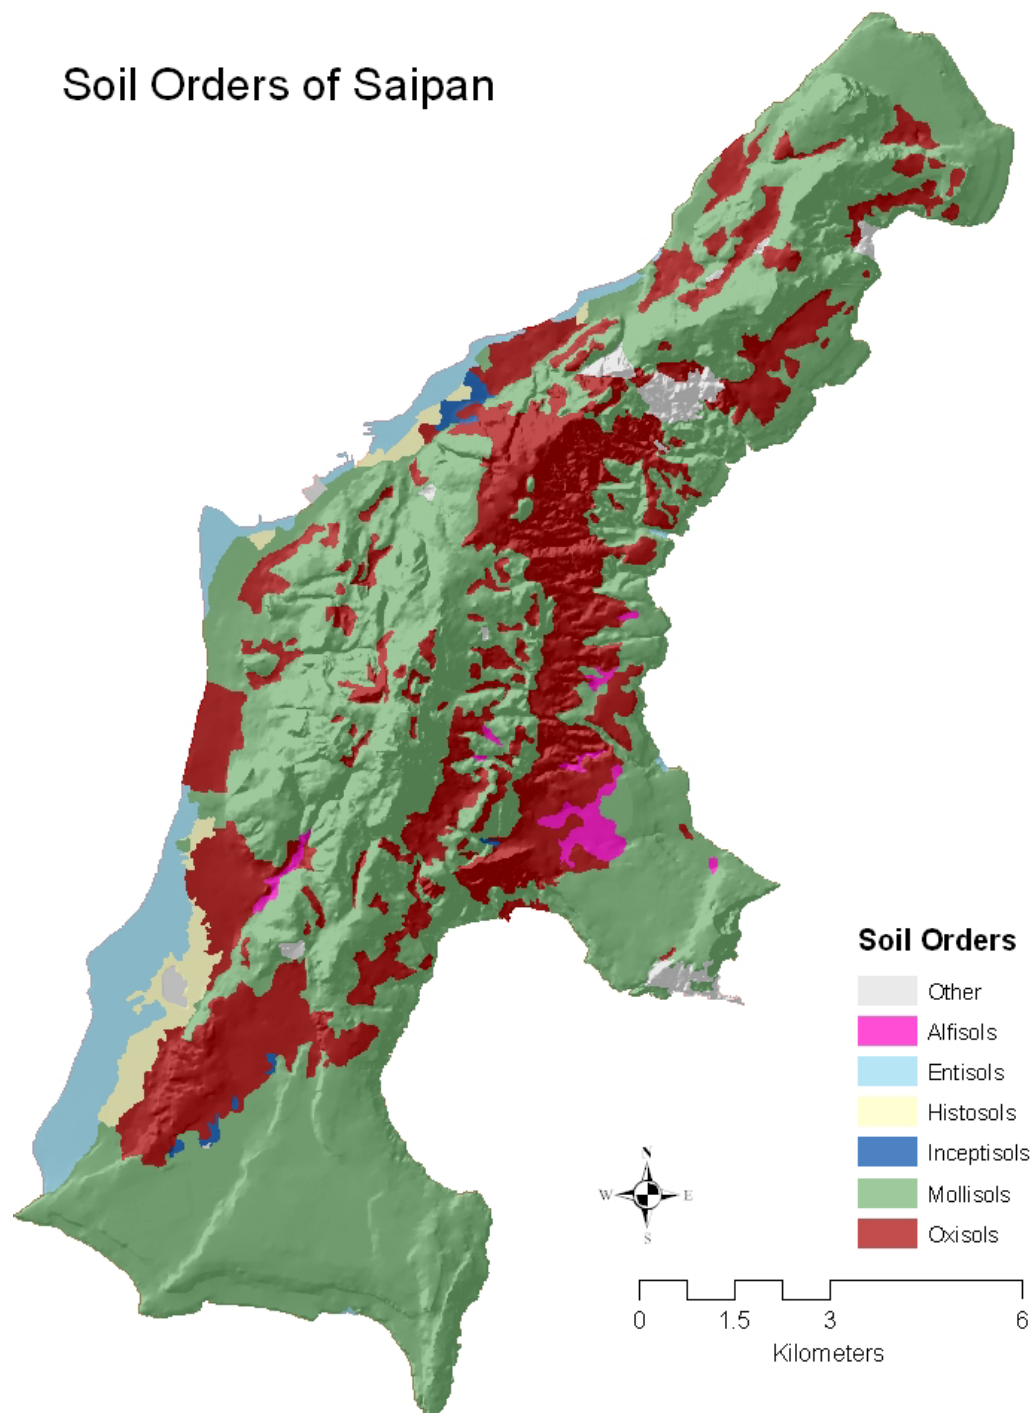 Soil Orders of Saipan
Soil Orders
Other
Alfisols
Entisols
Histosols
Inceptisols
Mollisols
Oxisols
N
W E
S
0 1.5 3 6
Kilometers